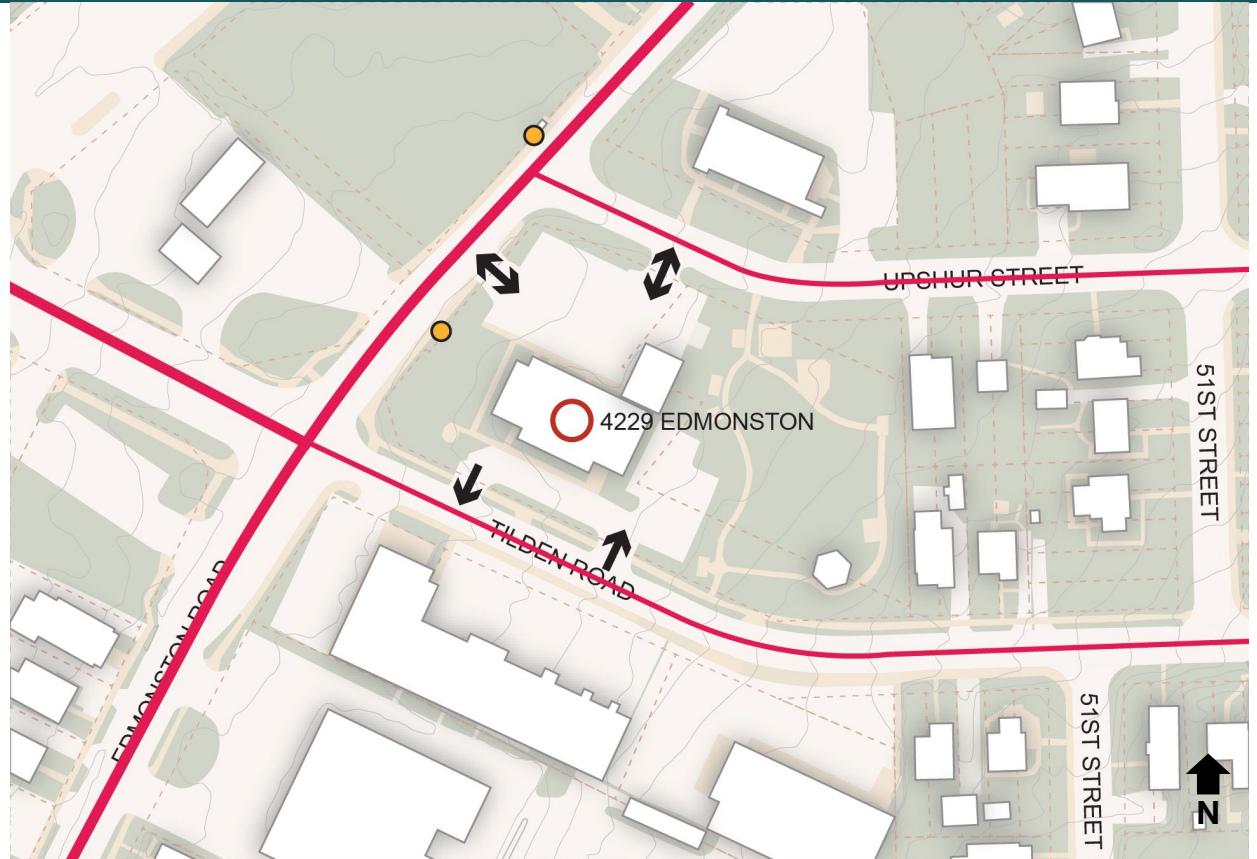 UPSHUR STREET
51ST STREET
4229 EDMONSTON
TILDEN ROAD
EDMONSTON ROAD
51ST STREET
N